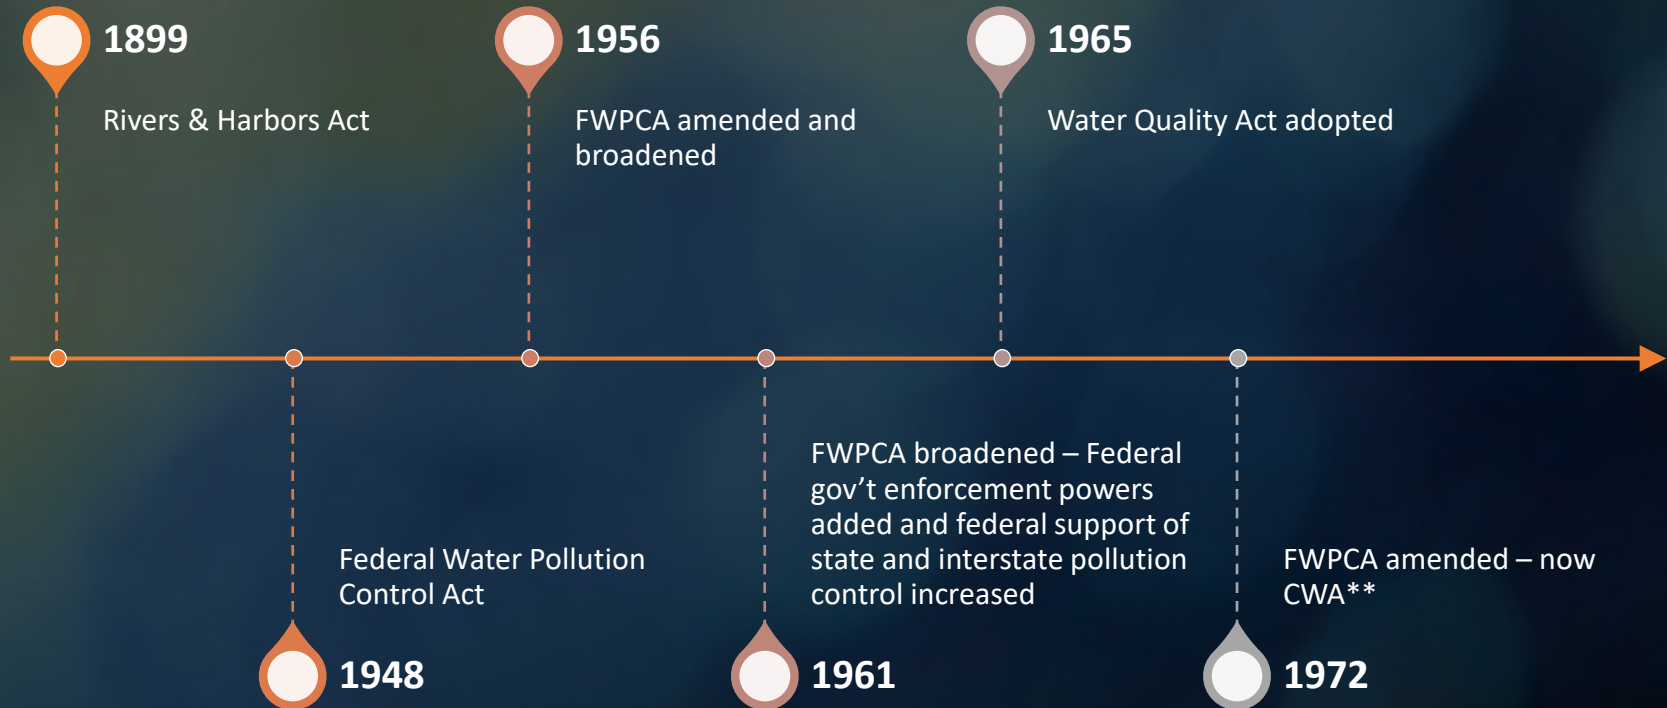 1899
Rivers & Harbors Act
1948
Federal Water Pollution
Control Act
1956
FWPCA amended and
broadened
1961
FWPCA broadened – Federal
gov’t enforcement powers
added and federal support of
state and interstate pollution
control increased
1965
Water Quality Act adopted
1972
FWPCA amended – now
CWA**